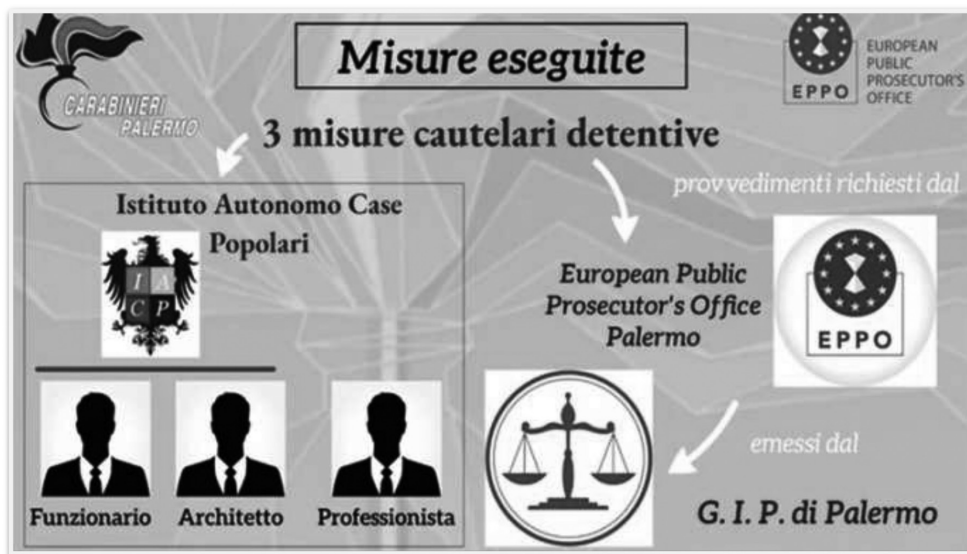 Misure eseguite
CARABINIERI
PALERMO
EPPO
EUROPEAN
PUBLIC
PROSECUTOR'S
OFFICE
3 misure cautelari detentive
provvedimenti richiesti dal
Istituto Autonomo Case
Popolari
I A
C P
European Public
Prosecutor's Office
Palermo
EPPO
emessi dal
G. I. P. di Palermo
Funzionario
Architetto
Professionista